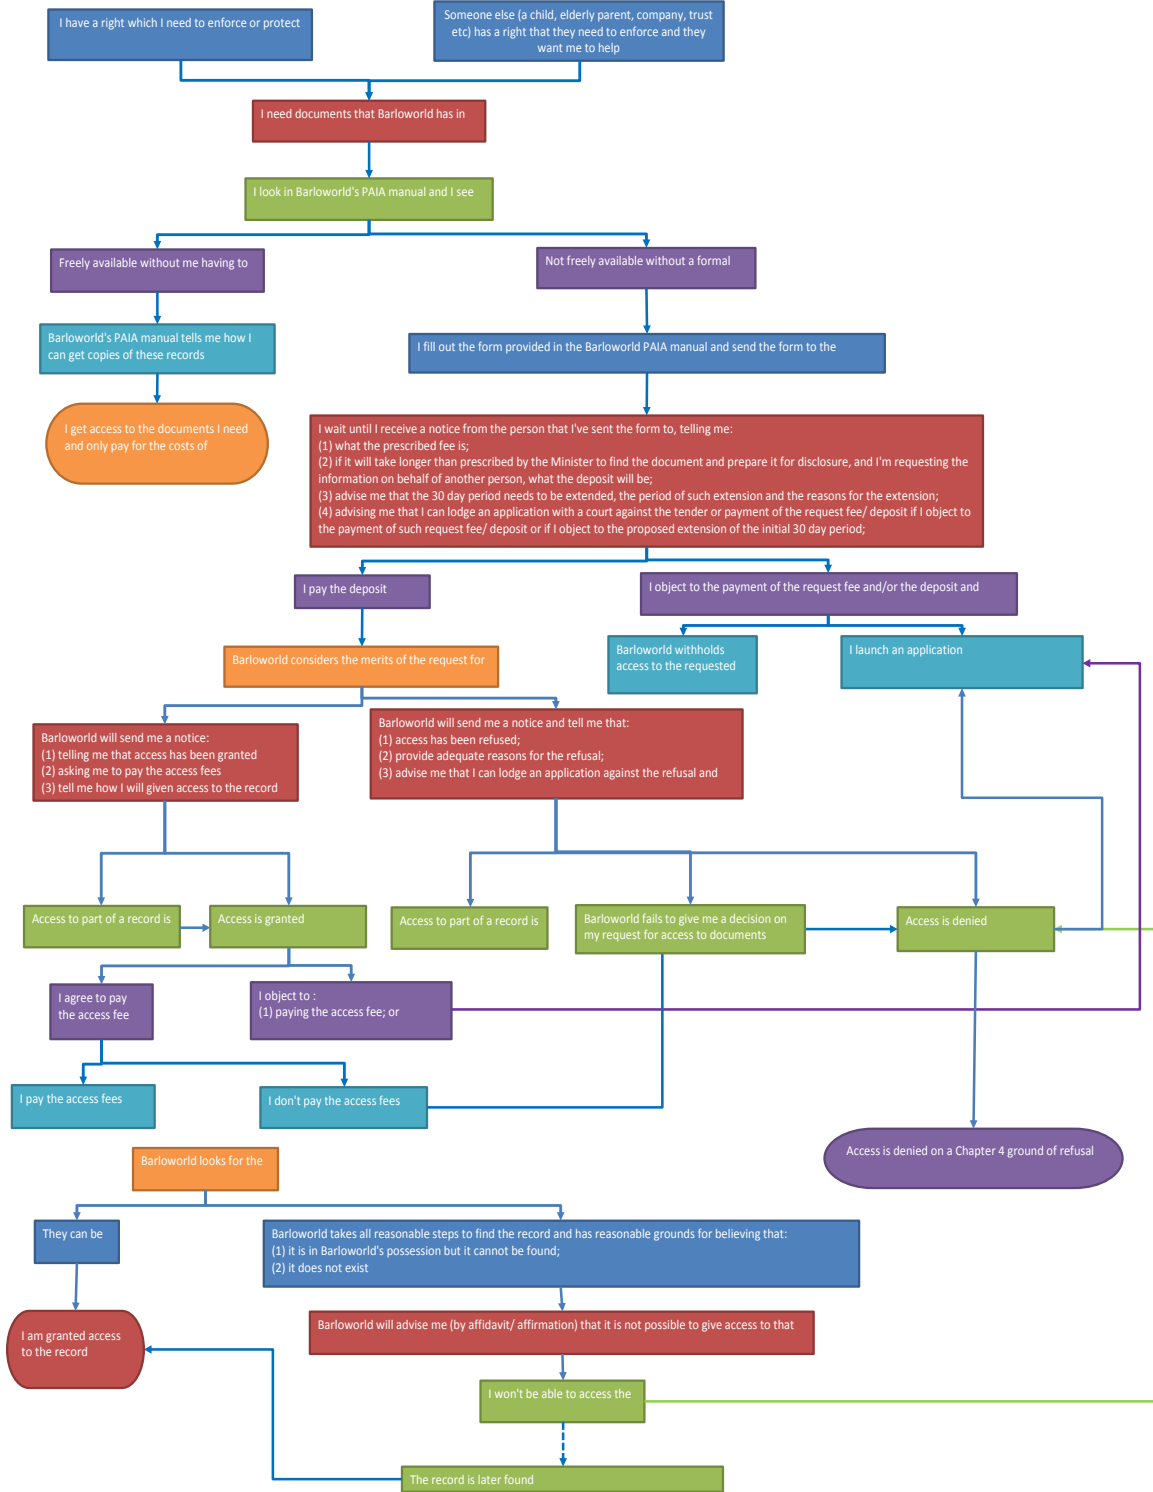 I have a right which I need to enforce or protect
Someone else (a child, elderly parent, company, trust
etc) has a right that they need to enforce and they
want me to help
I need documents that Barloworld has in
I look in Barloworld's PAIA manual and I see
Freely available without me having to
Not freely available without a formal
Barloworld's PAIA manual tells me how I
can get copies of these records
I fill out the form provided in the Barloworld PAIA manual and send the form to the
I get access to the documents I need
and only pay for the costs of
I wait until I receive a notice from the person that I've sent the form to, telling me:
(1) what the prescribed fee is;
(2) if it will take longer than prescribed by the Minister to find the document and prepare it for disclosure, and I'm requesting the
information on behalf of another person, what the deposit will be;
(3) advise me that the 30 day period needs to be extended, the period of such extension and the reasons for the extension;
(4) advising me that I can lodge an application with a court against the tender or payment of the request fee/ deposit if I object to
the payment of such request fee/ deposit or if I object to the proposed extension of the initial 30 day period;
I pay the deposit
I object to the payment of the request fee and/or the deposit and
Barloworld considers the merits of the request for
Barloworld withholds
access to the requested
I launch an application
Barloworld will send me a notice:
(1) telling me that access has been granted
(2) asking me to pay the access fees
(3) tell me how I will given access to the record
Barloworld will send me a notice and tell me that:
(1) access has been refused;
(2) provide adequate reasons for the refusal;
(3) advise me that I can lodge an application against the refusal and
Access to part of a record is
Access is granted
Access to part of a record is
Barloworld fails to give me a decision on
my request for access to documents
Access is denied
I agree to pay
the access fee
I object to :
(1) paying the access fee; or
I pay the access fees
I don't pay the access fees
Access is denied on a Chapter 4 ground of refusal
Barloworld looks for the
They can be
Barloworld takes all reasonable steps to find the record and has reasonable grounds for believing that:
(1) it is in Barloworld's possession but it cannot be found;
(2) it does not exist
I am granted access
to the record
Barloworld will advise me (by affidavit/ affirmation) that it is not possible to give access to that
I won't be able to access the
The record is later found